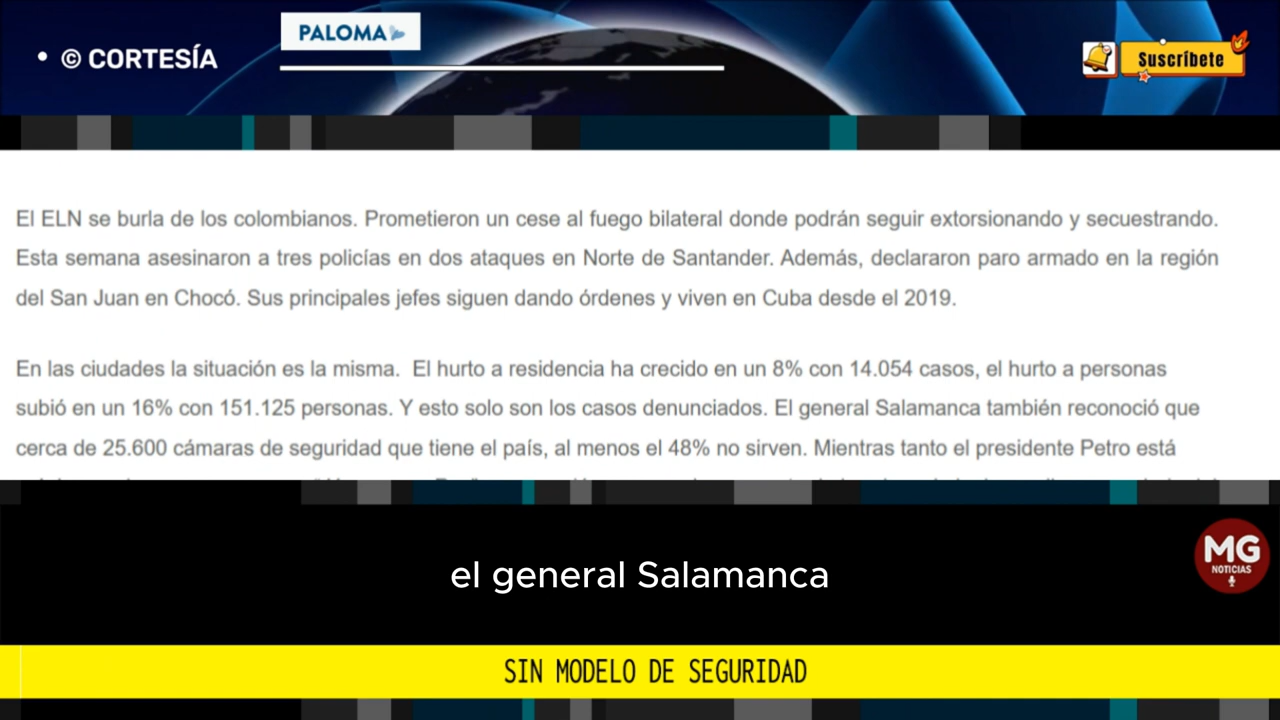 • © CORTESÍA
PALOMA
Suscríbete
El ELN se burla de los colombianos. Prometieron un cese al fuego bilateral donde podrán seguir extorsionando y secuestrando.
Esta semana asesinaron a tres policías en dos ataques en Norte de Santander. Además, declararon paro armado en la región
del San Juan en Chocó. Sus principales jefes siguen dando órdenes y viven en Cuba desde el 2019.
En las ciudades la situación es la misma.  El hurto a residencia ha crecido en un 8% con 14.054 casos, el hurto a personas
subió en un 16% con 151.125 personas. Y esto solo son los casos denunciados. El general Salamanca también reconoció que
cerca de 25.600 cámaras de seguridad que tiene el país, al menos el 48% no sirven. Mientras tanto el presidente Petro está
el general Salamanca
MG
NOTICIAS
SIN MODELO DE SEGURIDAD